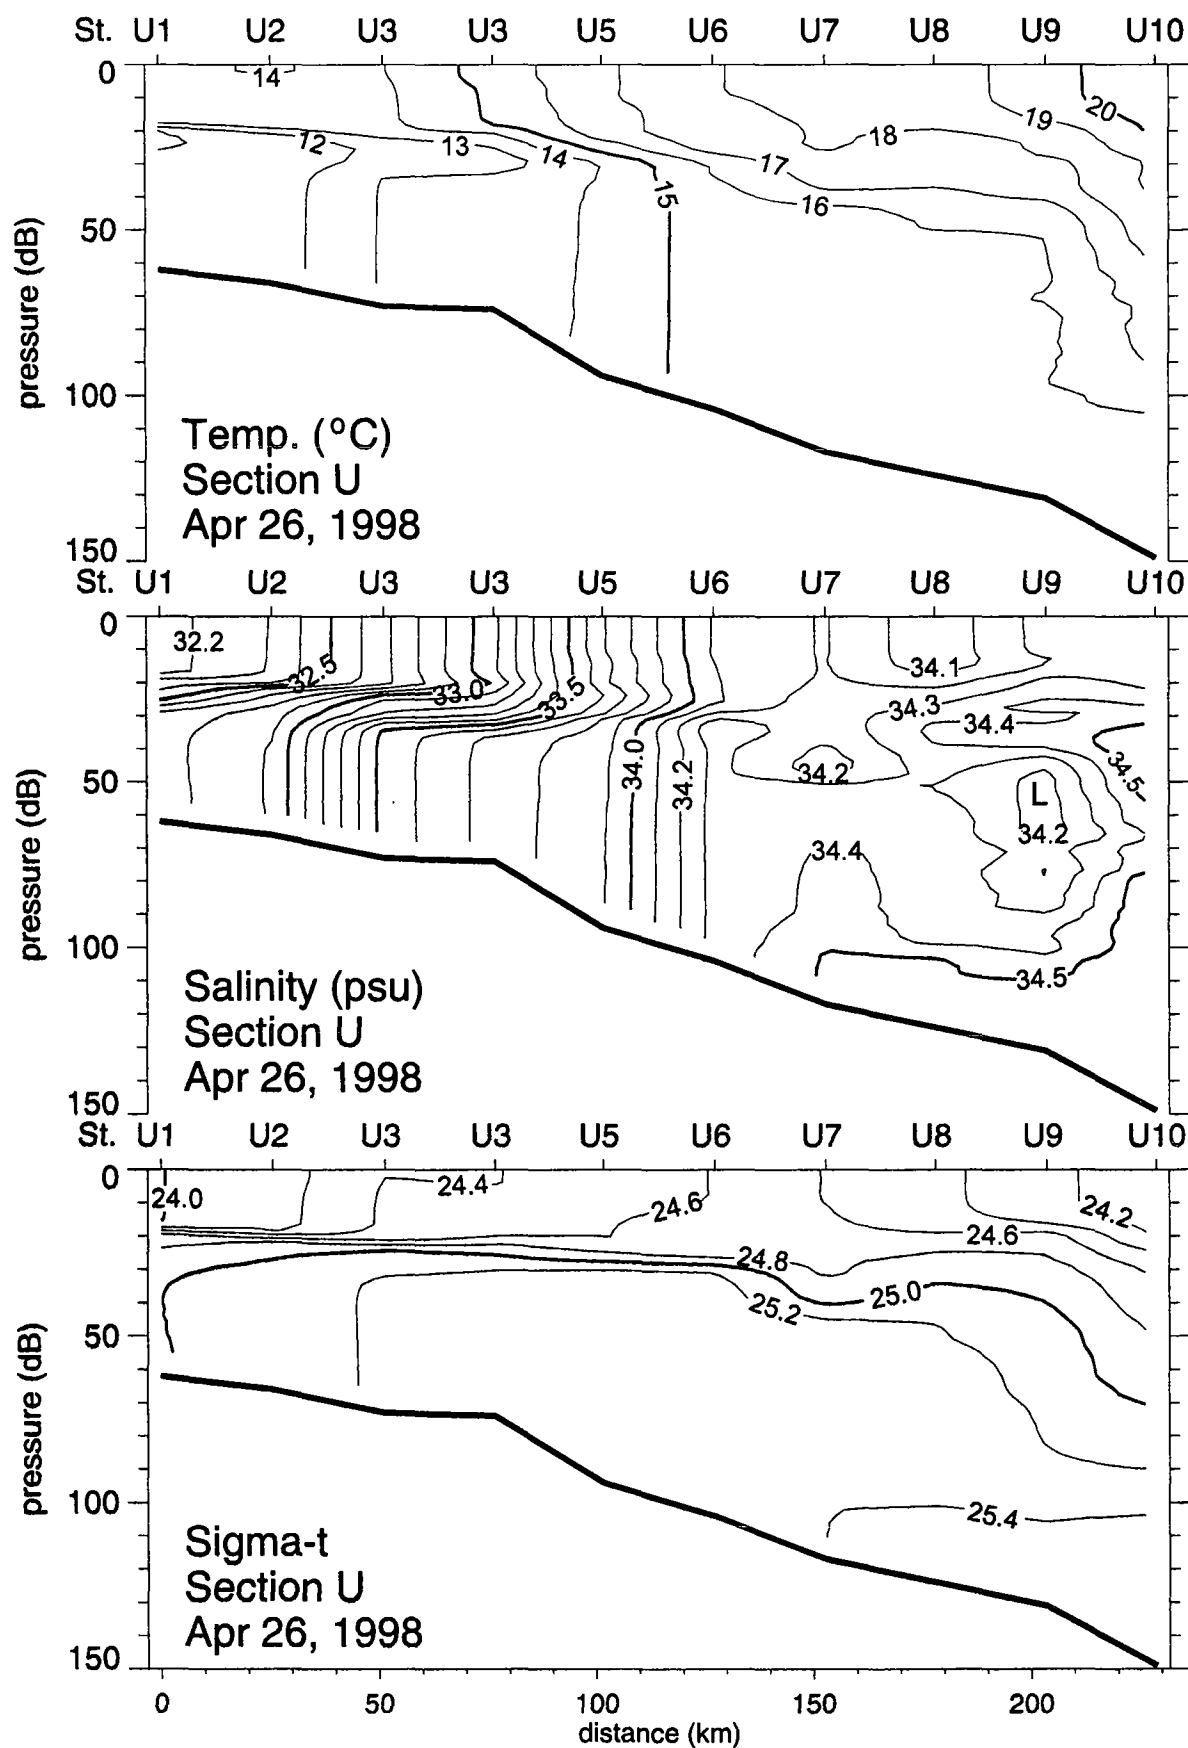 St. U1 U2 U3 U3 U5 U6 U7 U8 U9 U10
0
14
20
19
18
12
13
14
17
15
16
50
100
150
pressure (dB)
Temp. (°C)
Section U
Apr 26, 1998
St. U1 U2 U3 U3 U5 U6 U7 U8 U9 U10
0
32.2
34.1
32.5
33.0
33.5
34.3
34.4
34.0
34.2
34.2
34.5
50
L
34.2
34.4
100
34.5
150
pressure (dB)
Salinity (psu)
Section U
Apr 26, 1998
St. U1 U2 U3 U3 U5 U6 U7 U8 U9 U10
0
24.0
24.4
24.6
24.2
24.6
24.8
25.0
25.2
50
100
25.4
150
pressure (dB)
Sigma-t
Section U
Apr 26, 1998
0 50 100 150 200
distance (km)